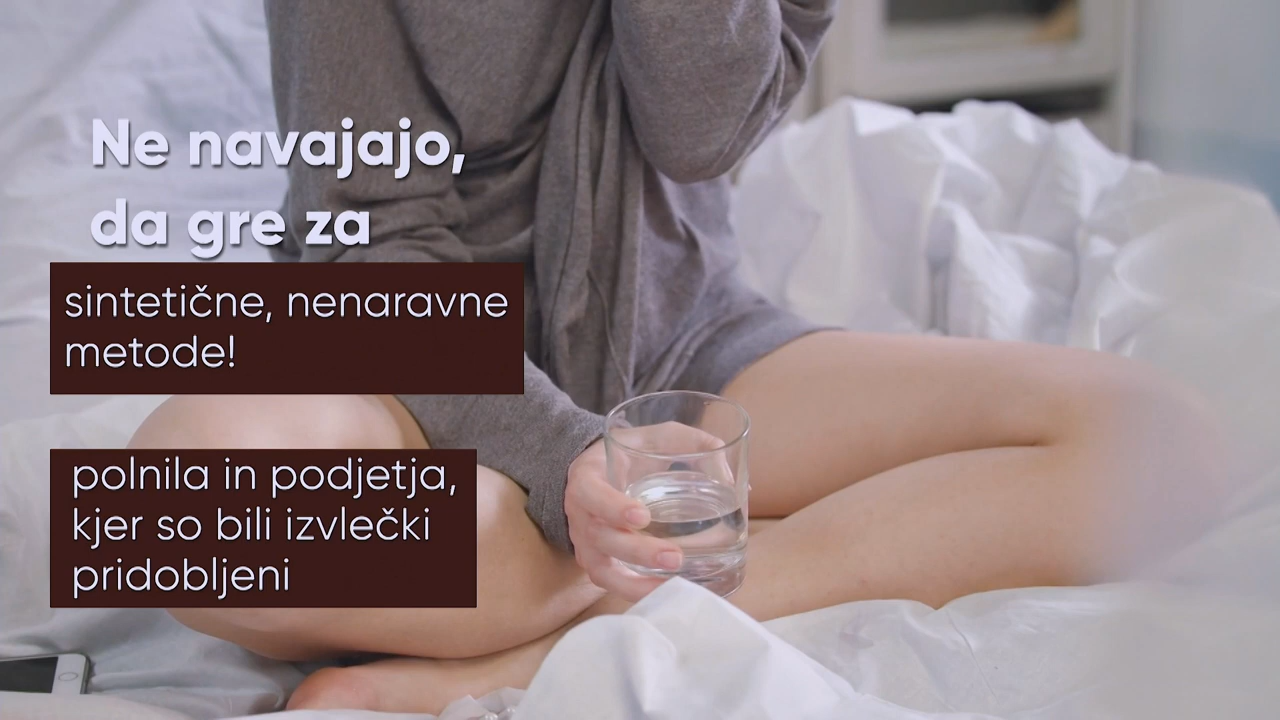 Ne navajajo,
da gre za
sintetične, nenaravne
metode!
polnila in podjetja,
kjer so bili izvlečki
pridobljeni